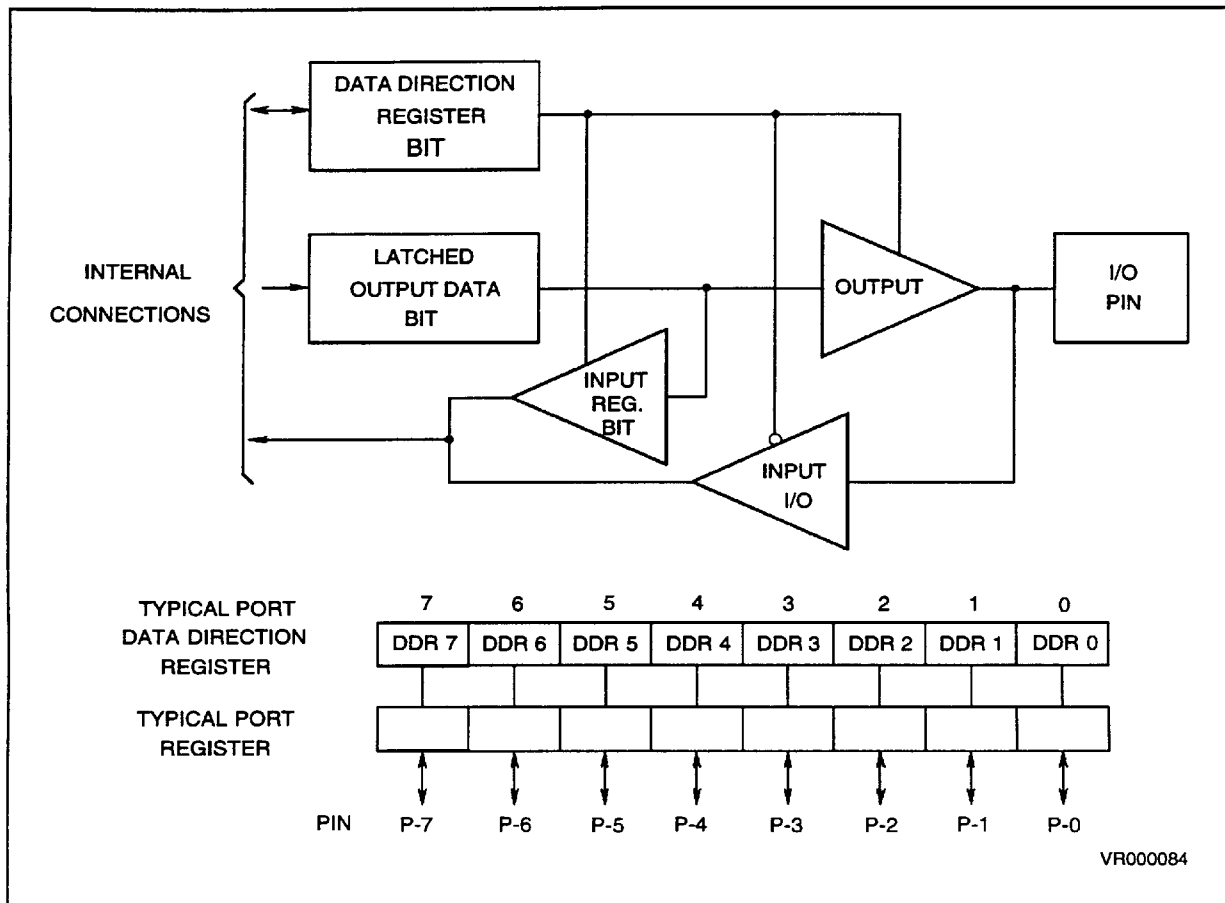 DATA DIRECTION
REGISTER
BIT
LATCHED
OUTPUT DATA
BIT
INTERNAL
CONNECTIONS
OUTPUT
I/O
PIN
INPUT
REG.
BIT
INPUT
I/O
TYPICAL PORT
DATA DIRECTION
REGISTER
7 6 5 4 3 2 1 0
DDR 7 DDR 6 DDR 5 DDR 4 DDR 3 DDR 2 DDR 1 DDR 0
TYPICAL PORT
REGISTER
PIN P-7 P-6 P-5 P-4 P-3 P-2 P-1 P-0
VR000084